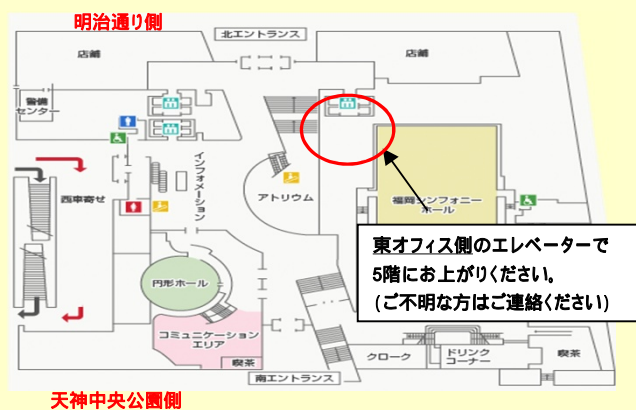 明治通り側
北エントランス
店舗
店舗
警備
センター
インフォメーション
西車寄せ
アトリウム
福岡シンフォニー
ホール
東オフィス側のエレベーターで
5階にお上がりください。
(ご不明な方はご連絡ください)
円形ホール
コミュニケーション
エリア
喫茶
クローク
ドリンク
コーナー
喫茶
南エントランス
天神中央公園側